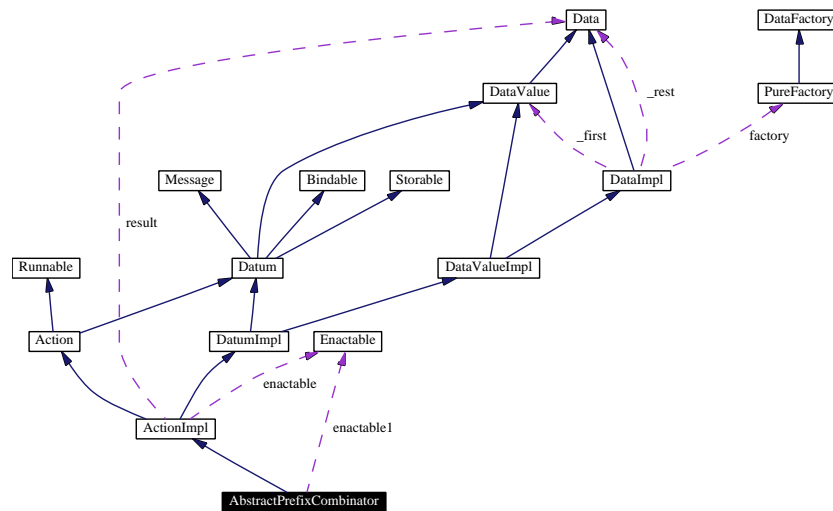 Data
DataFactory
DataValue
_rest
PureFactory
_first
factory
Message
Bindable
Storable
DataImpl
result
Runnable
Datum
DataValueImpl
Action
DatumImpl
Enactable
enactable
ActionImpl
enactable1
AbstractPrefixCombinator